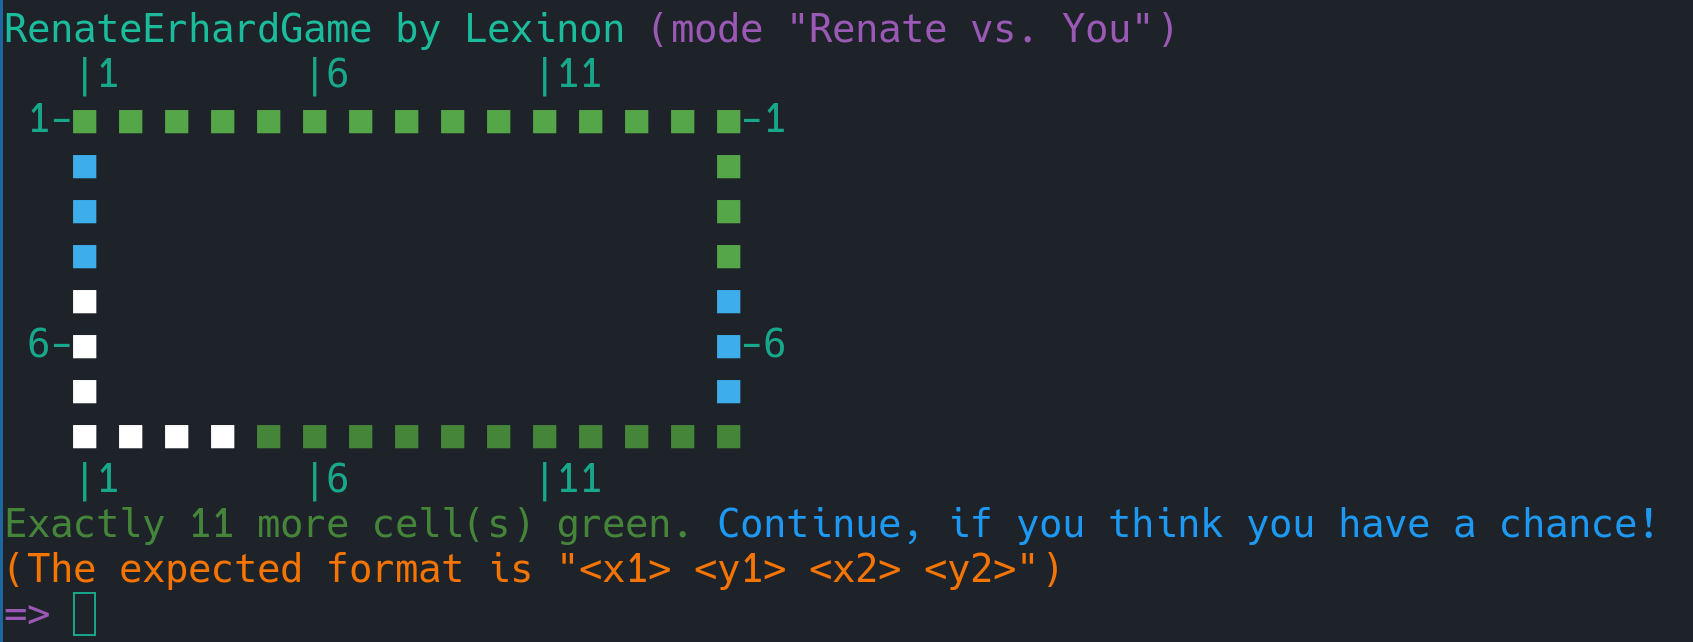 RenateErhardGame by Lexinon (mode "Renate vs. You")
|1 |6 |11
1- -1
6- -6
|1 |6 |11
Exactly 11 more cell(s) green. Continue, if you think you have a chance!
(The expected format is "<x1> <y1> <x2> <y2>")
=>